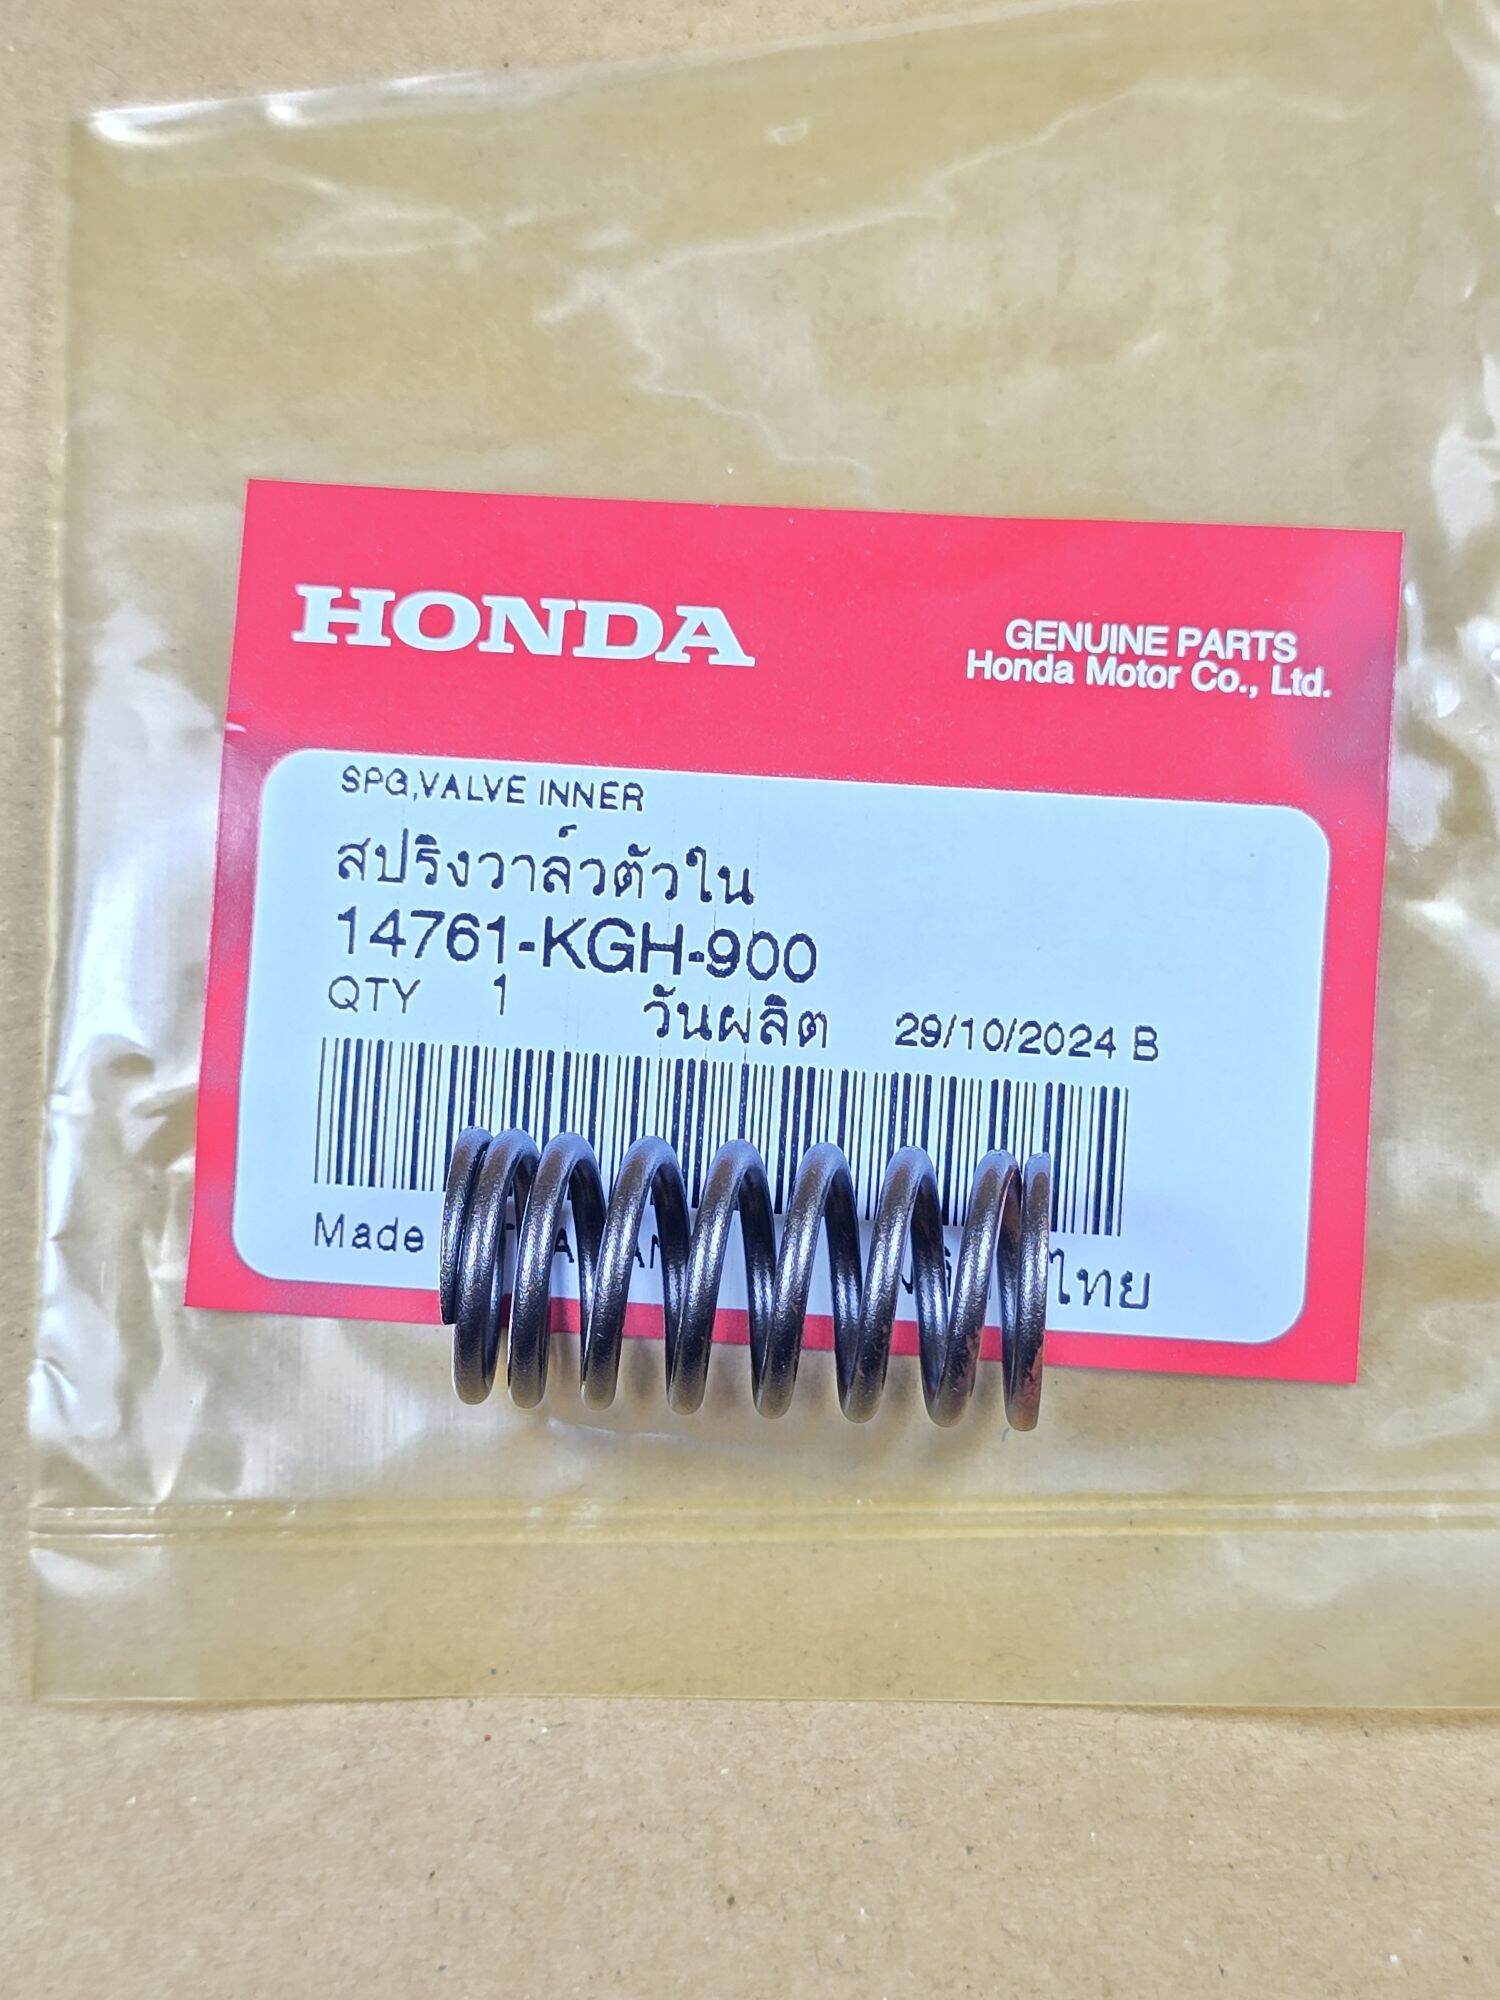 HONDA
GENUINE PARTS
Honda Motor Co., Ltd.
SPG,VALVE INNER
สปริงวาล์วตัวใน
14761-KGH-900
QTY 1 วันผลิต 29/10/2024 B
Made ไทย